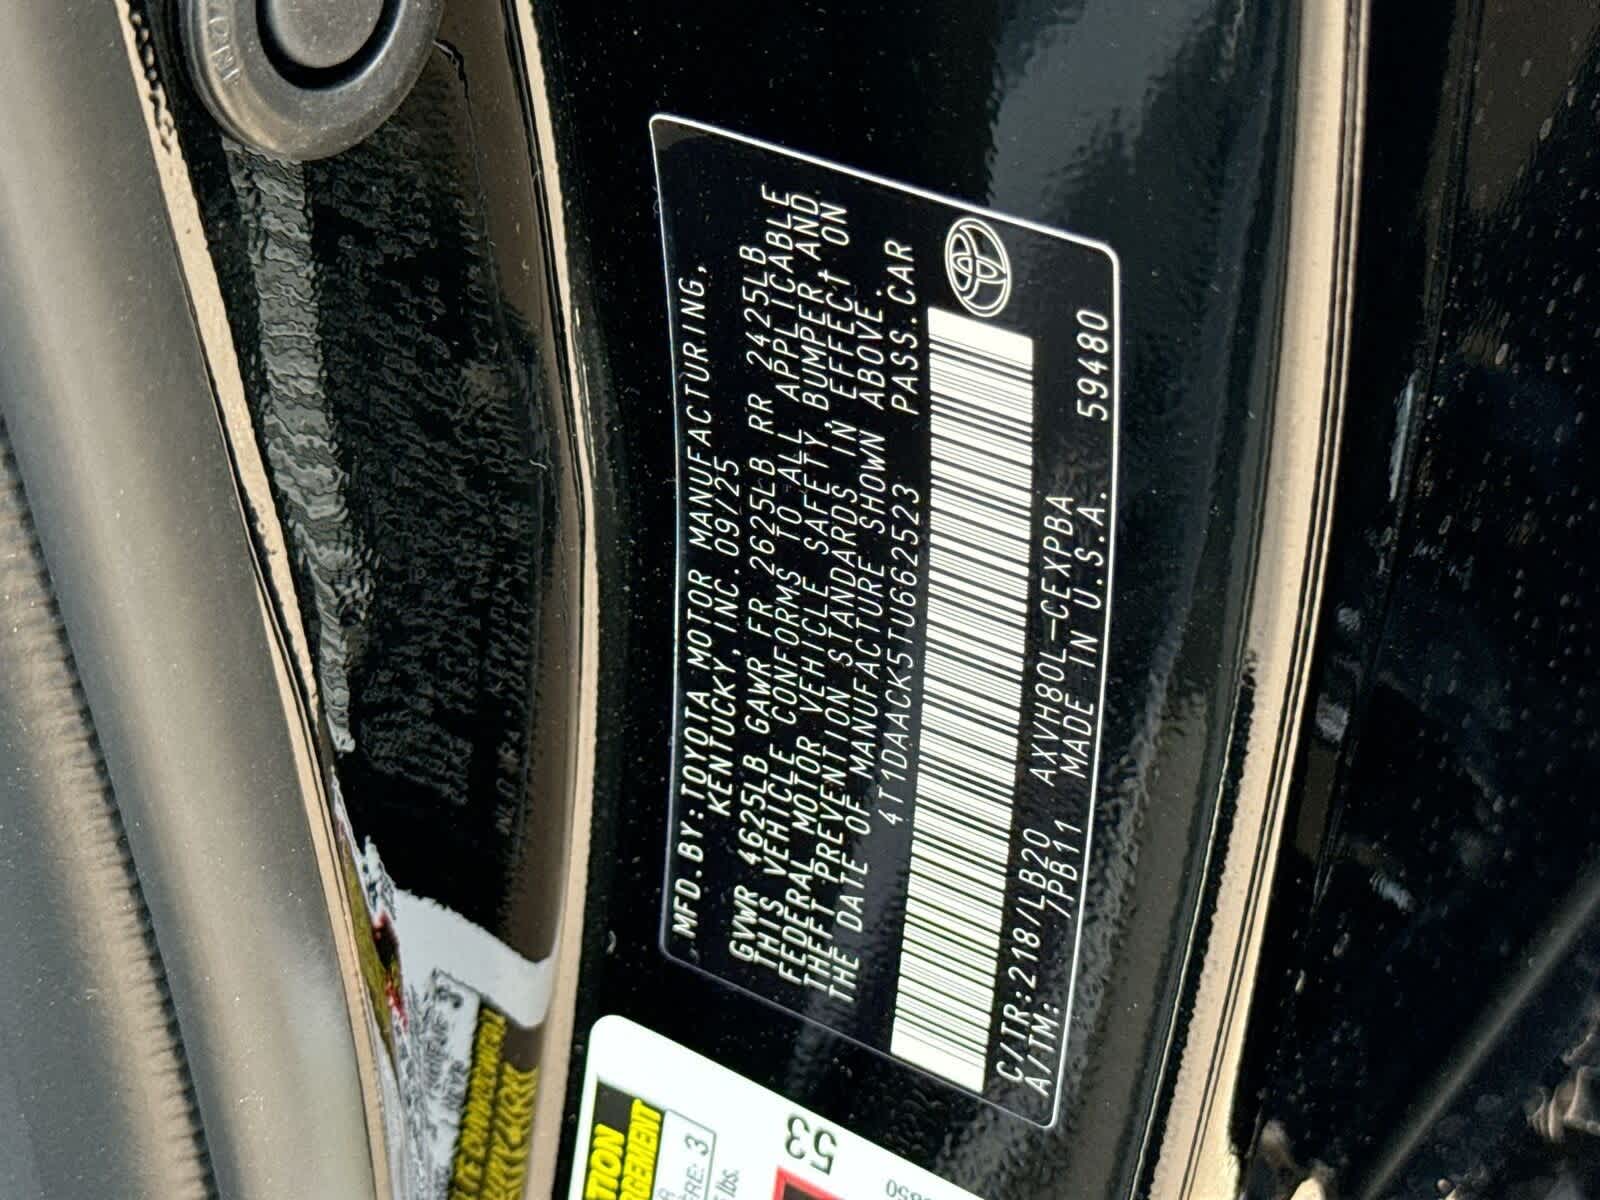 MFD.BY:TOYOTA MOTOR MANUFACTURING,
KENTUCKY, INC. 09/25
GVWR 4625LB GAWR FR 2625LB RR 2425LB
THIS VEHICLE CONFORMS TO ALL APPLICABLE
FEDERAL MOTOR VEHICLE SAFETY, BUMPER, AND
THEFT PREVENTION STANDARDS IN EFFECT ON
THE DATE OF MANUFACTURE SHOWN ABOVE.
4T1DAACK5TU662523 PASS.CAR
C/TR:218/LB20 AXVH80L-CEXPBA 59480
A/TM: 7PB11 MADE IN U.S.A.
53